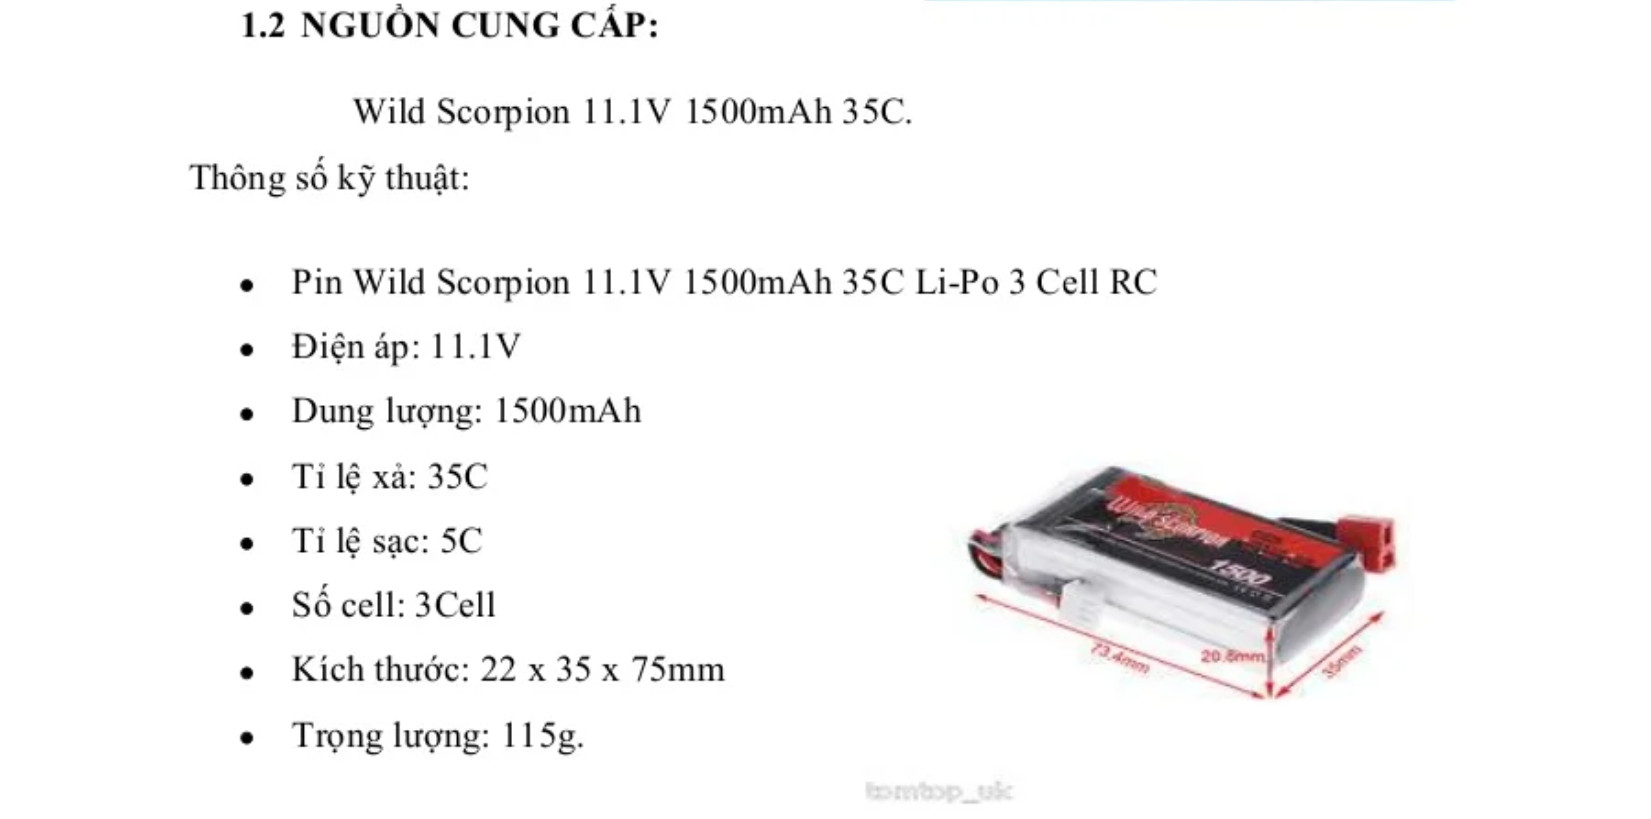 1.2 NGUỒN CUNG CẤP:
Wild Scorpion 11.1V 1500mAh 35C.
Thông số kỹ thuật:
• Pin Wild Scorpion 11.1V 1500mAh 35C Li-Po 3 Cell RC
• Điện áp: 11.1V
• Dung lượng: 1500mAh
• Tỉ lệ xả: 35C
• Tỉ lệ sạc: 5C
• Số cell: 3Cell
• Kích thước: 22 x 35 x 75mm
• Trọng lượng: 115g.
Wild Scorpion
1500
73.4mm
20.8mm
35mm
tomtop_uk